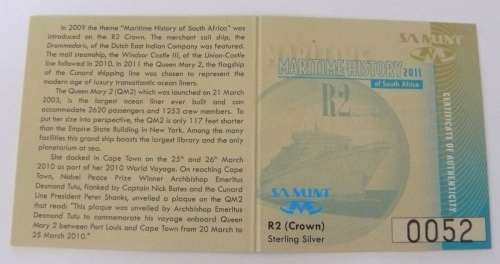 In 2009 the theme "Maritime History of South Africa" was
introduced on the R2 Crown. The merchant sail ship, the
Drommedaris, of the Dutch East Indian Company was featured.
The mail steamship, the Windsor Castle III, of the Union-Castle
line followed in 2010. In 2011 the Queen Mary 2, the flagship
of the Cunard shipping line was chosen to represent the modern
age of luxury transatlantic ocean liners.
The Queen Mary 2 (QM2) which was launched on 21 March
2003, is the largest ocean liner ever built and can
accommodate 2620 passengers and 1253 crew members. To
put her size into perspective, the QM2 is only 117 feet shorter
than the Empire State Building in New York. Among the many
facilities this grand ship boasts the largest library and the only
planetarium at sea.
She docked in Cape Town on the 25th and 26th March
2010 as part of her 2010 World Voyage. On reaching Cape
Town, Nobel Peace Prize Winner Archbishop Emeritus
Desmond Tutu, flanked by Captain Nick Bates and the Cunard
Line President Peter Shanks, unveiled a plaque on the QM2
that read: "This plaque was unveiled by Archbishop Emeritus
Desmond Tutu to commemorate his voyage onboard Queen
Mary 2 between Port Louis and Cape Town from 20 March to
25 March 2010."
SA MINT
MARITIME HISTORY 2011
of South Africa
R2
CERTIFICATE OF AUTHENTICITY
SA MINT
R2 (Crown)
Sterling Silver
0052